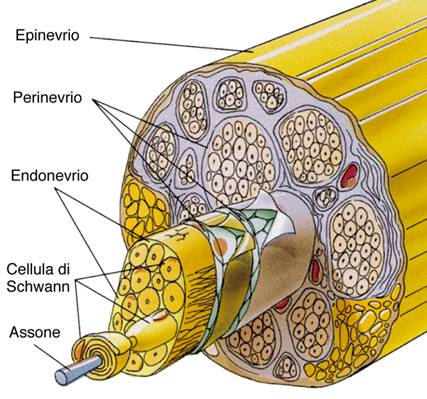 Epinevrio
Perinevrio
Endonevrio
Cellula di
Schwann
Assone